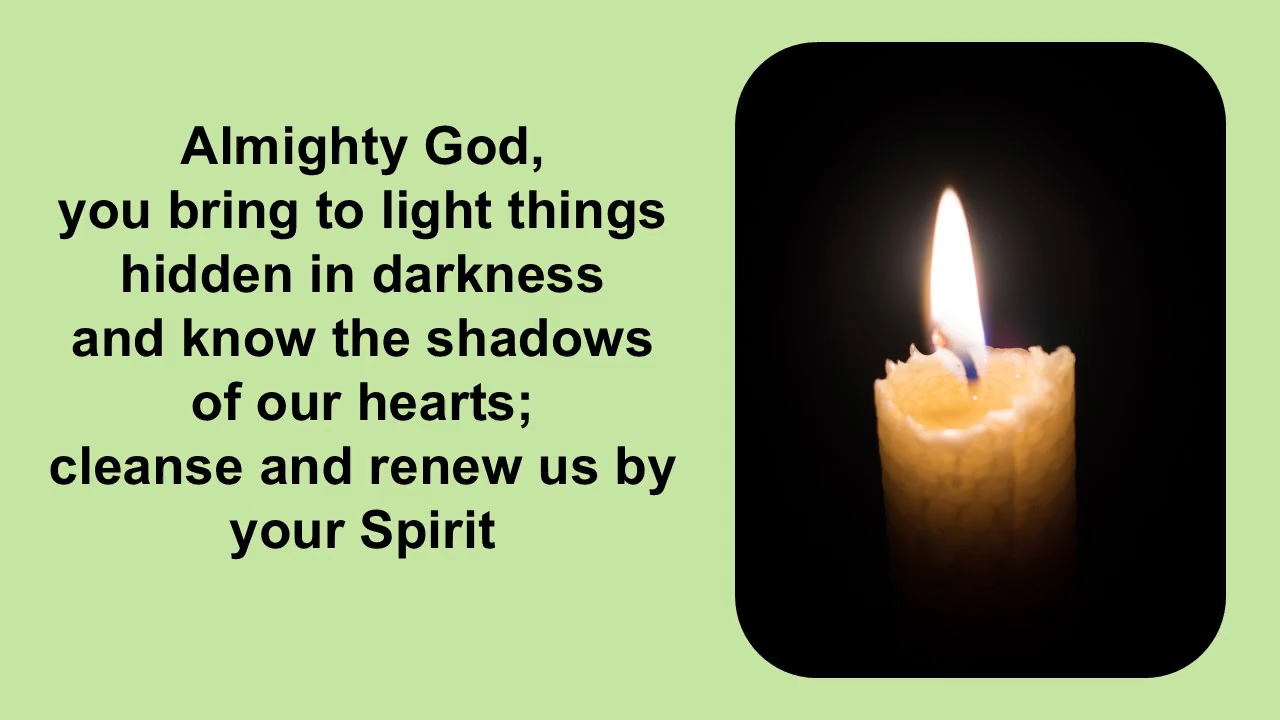 Almighty God,
you bring to light things
hidden in darkness
and know the shadows
of our hearts;
cleanse and renew us by
your Spirit